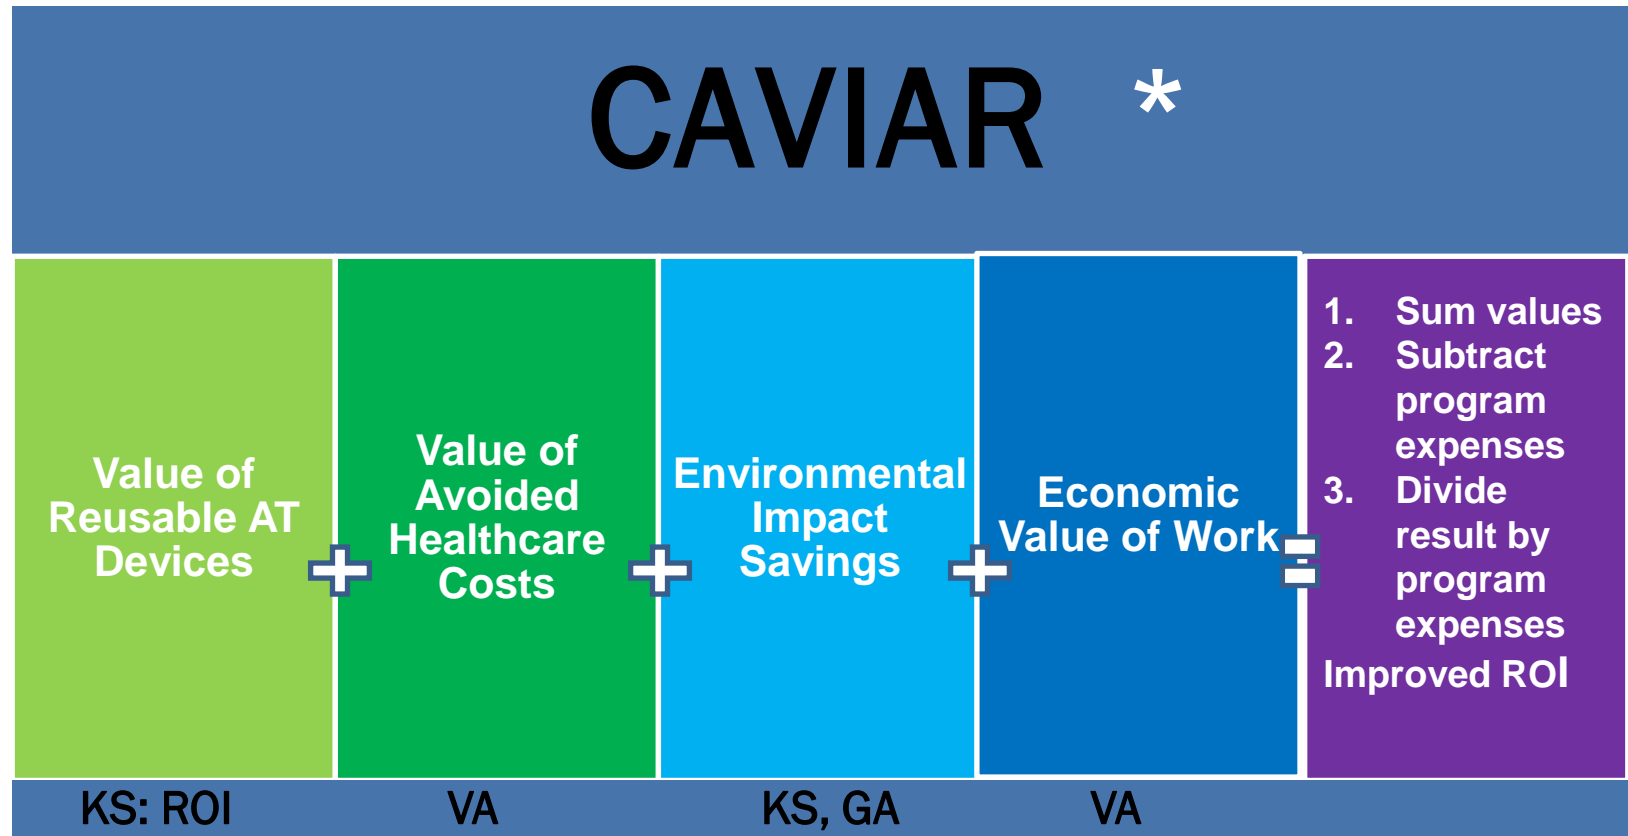 CAVIAR *
Value of
Reusable AT
Devices
Value of
Avoided
Healthcare
Costs
Environmental
Impact
Savings
Economic
Value of Work
1. Sum values
2. Subtract
program
expenses
3. Divide
result by
program
expenses
Improved ROI
KS: ROI VA KS, GA VA